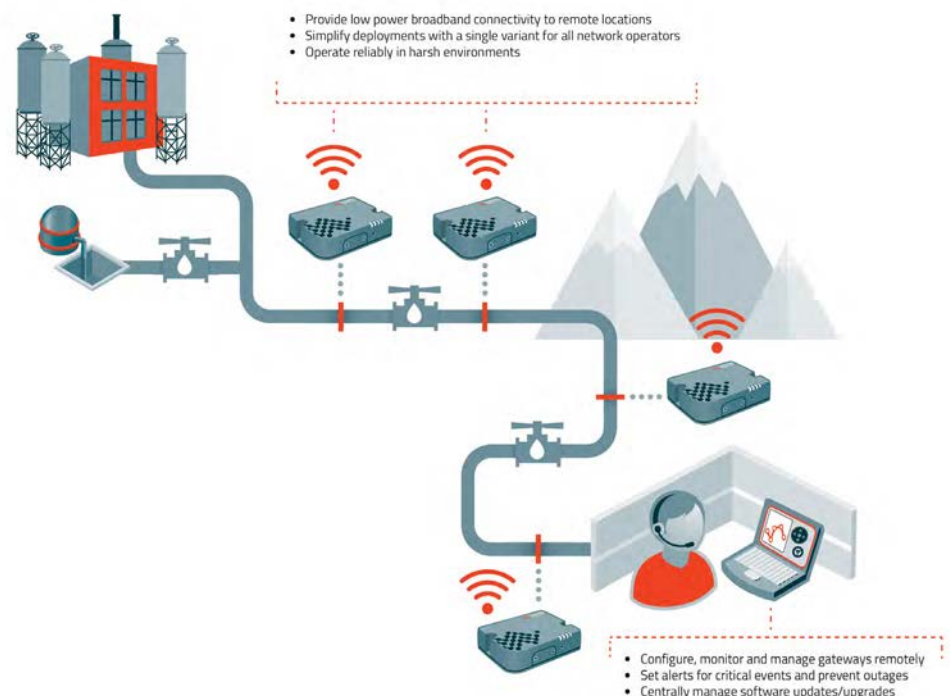 • Provide low power broadband connectivity to remote locations
• Simplify deployments with a single variant for all network operators
• Operate reliably in harsh environments
• Configure, monitor and manage gateways remotely
• Set alerts for critical events and prevent outages
• Centrally manage software updates/upgrades